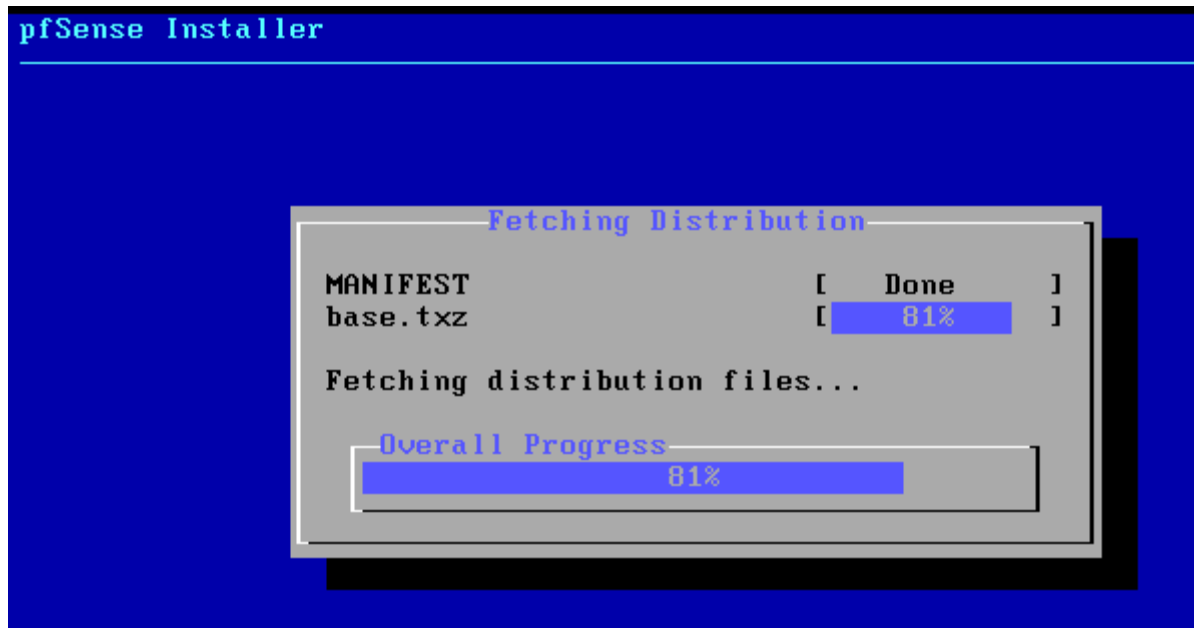 pfSense Installer
Fetching Distribution
MANIFEST [ Done ]
base.txz [ 81% ]
Fetching distribution files...
Overall Progress
81%